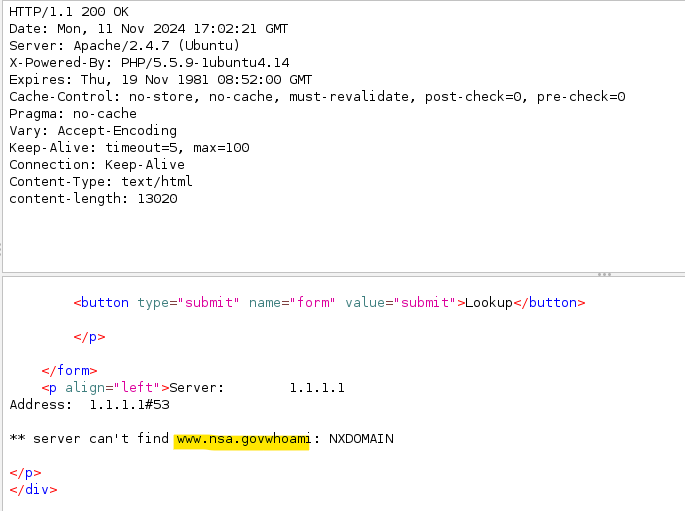 HTTP/1.1 200 OK
Date: Mon, 11 Nov 2024 17:02:21 GMT
Server: Apache/2.4.7 (Ubuntu)
X-Powered-By: PHP/5.5.9-1ubuntu4.14
Expires: Thu, 19 Nov 1981 08:52:00 GMT
Cache-Control: no-store, no-cache, must-revalidate, post-check=0, pre-check=0
Pragma: no-cache
Vary: Accept-Encoding
Keep-Alive: timeout=5, max=100
Connection: Keep-Alive
Content-Type: text/html
content-length: 13020
<button type="submit" name="form" value="submit">Lookup</button>
</p>
</form>
<p align="left">Server:        1.1.1.1
Address:  1.1.1.1#53
** server can't find www.nsa.govwhoami: NXDOMAIN
</p>
</div>